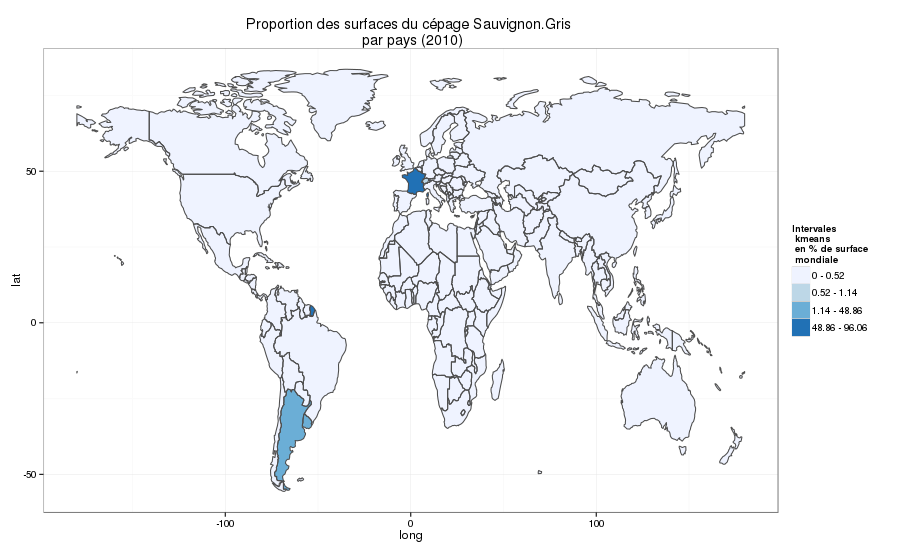 Proportion des surfaces du cépage Sauvignon.Gris
par pays (2010)
50
0
-50
lat
-100
0
100
long
Intervales
kmeans
en % de surface
mondiale
0 - 0.52
0.52 - 1.14
1.14 - 48.86
48.86 - 96.06